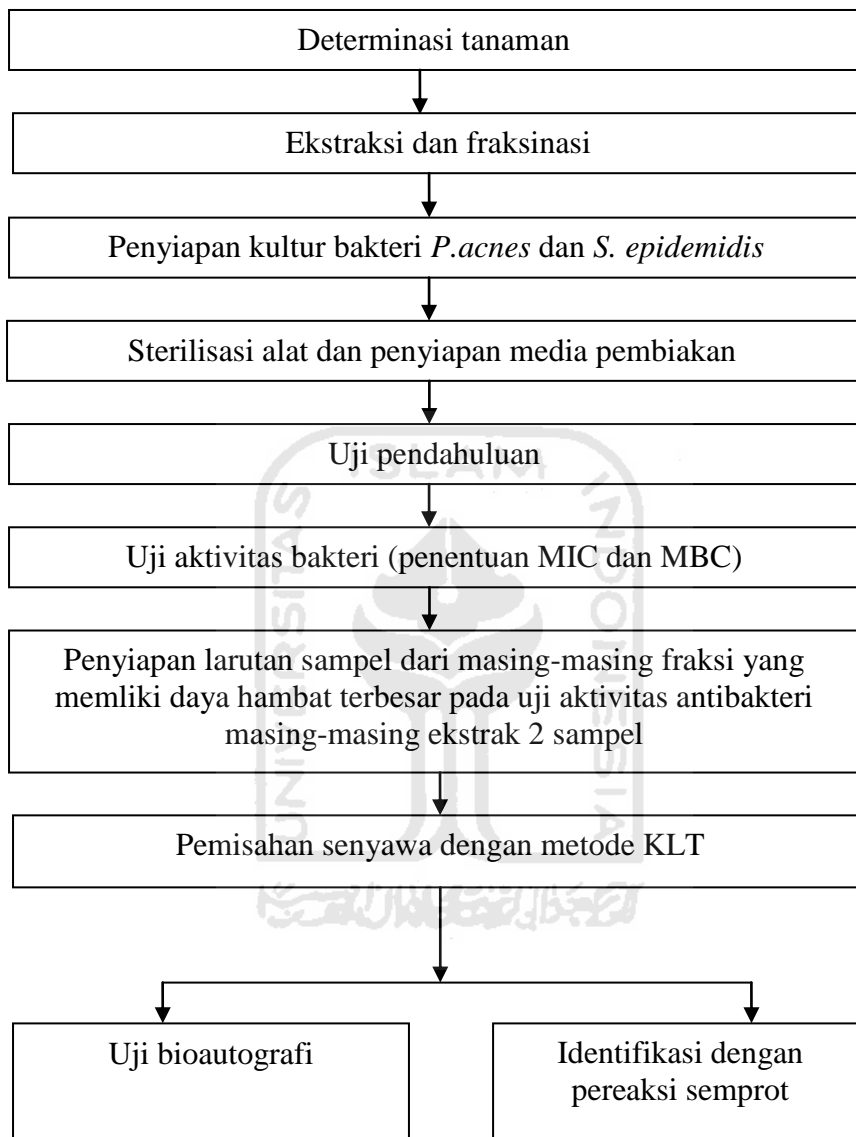 Determinasi tanaman
Ekstraksi dan fraksinasi
Penyiapan kultur bakteri P.acnes dan S. epidemidis
Sterilisasi alat dan penyiapan media pembiakan
Uji pendahuluan
Uji aktivitas bakteri (penentuan MIC dan MBC)
Penyiapan larutan sampel dari masing-masing fraksi yang
memliki daya hambat terbesar pada uji aktivitas antibakteri
masing-masing ekstrak 2 sampel
Pemisahan senyawa dengan metode KLT
Uji bioautografi
Identifikasi dengan
pereaksi semprot
UNIVERSITAS
ISLAM
INDONESIA